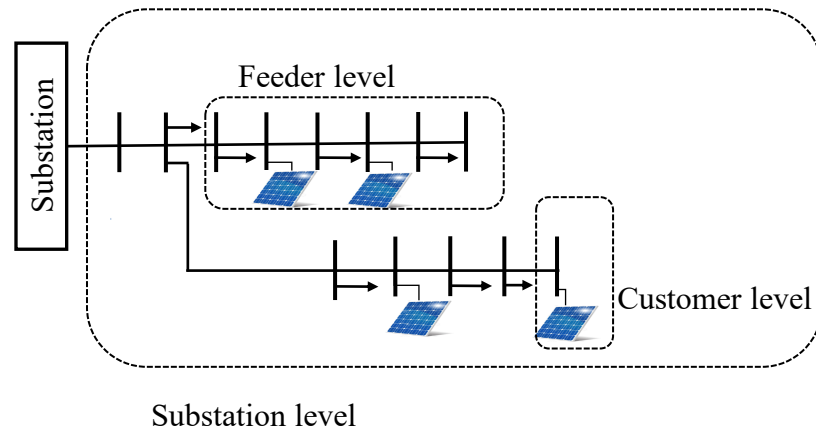 Feeder level
Substation
Customer level
Substation level